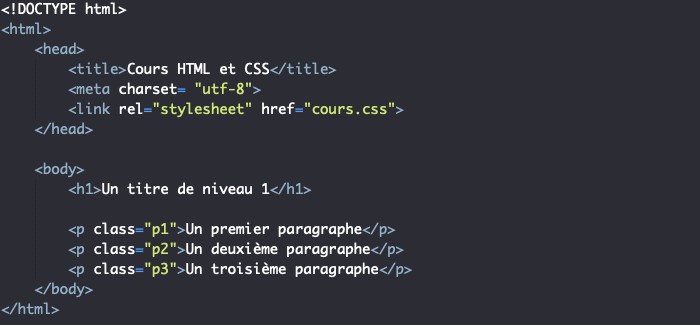 <!DOCTYPE html>
<html>
<head>
<title>Cours HTML et CSS</title>
<meta charset= "utf-8">
<link rel="stylesheet" href="cours.css">
</head>
<body>
<h1>Un titre de niveau 1</h1>
<p class="p1">Un premier paragraphe</p>
<p class="p2">Un deuxième paragraphe</p>
<p class="p3">Un troisième paragraphe</p>
</body>
</html>